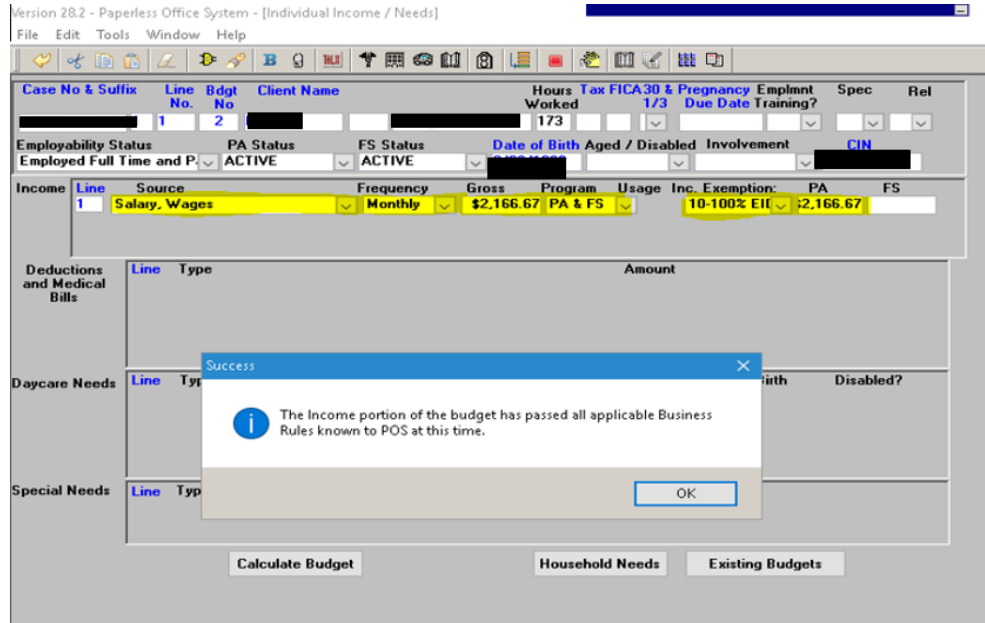 Version 28.2 - Paperless Office System - [Individual Income / Needs]
File Edit Tools Window Help
Case No & Suffix Line No. Bdgt No Client Name Hours Worked Tax FICA 30 & 1/3 Pregnancy Due Date Emplmnt Training? Spec Rel
1 2 173
Employability Status PA Status FS Status Date of Birth Aged / Disabled Involvement CIN
Employed Full Time and P. ACTIVE ACTIVE
Income Line Source Frequency Gross Program Usage Inc. Exemption: PA FS
1 Salary, Wages Monthly $2,166.67 PA & FS 10-100% EID $2,166.67
Deductions and Medical Bills Line Type Amount
Success
Daycare Needs Line Disabled?
The Income portion of the budget has passed all applicable Business
Rules known to POS at this time.
Special Needs Line
OK
Calculate Budget Household Needs Existing Budgets